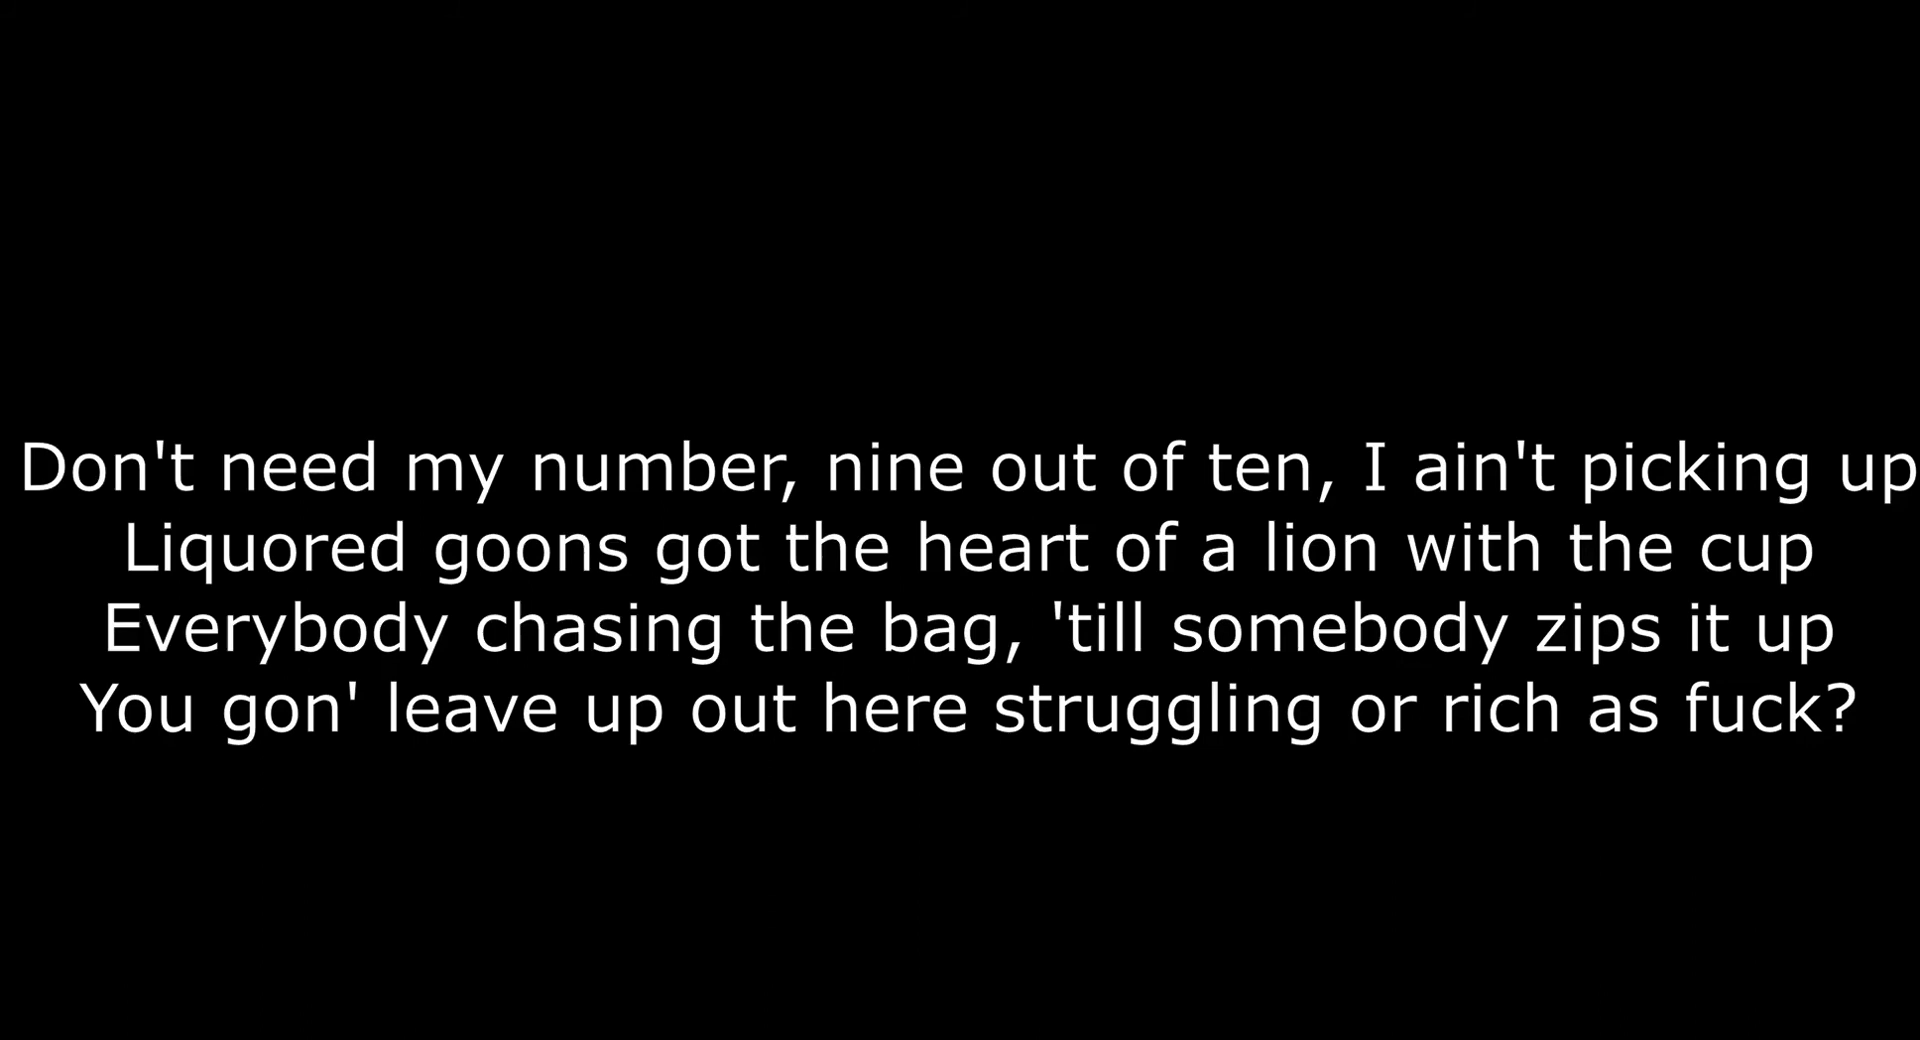 Don't need my number, nine out of ten, I ain't picking up
Liquored goons got the heart of a lion with the cup
Everybody chasing the bag, 'till somebody zips it up
You gon' leave up out here struggling or rich as fuck?